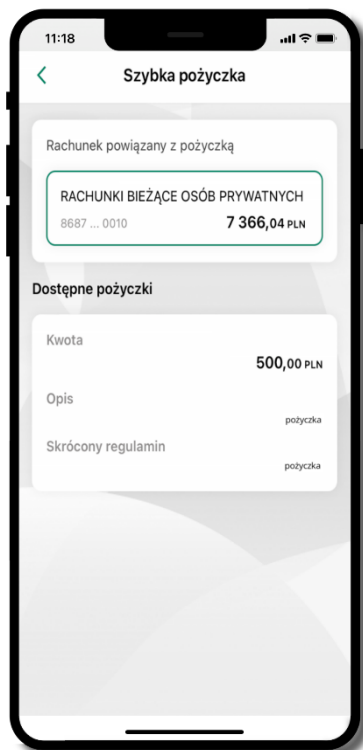 11:18
Szybka pożyczka
Rachunek powiązany z pożyczką
RACHUNKI BIEŻĄCE OSÓB PRYWATNYCH
8687 ... 0010 7 366,04 PLN
Dostępne pożyczki
Kwota
500,00 PLN
Opis
pożyczka
Skrócony regulamin
pożyczka